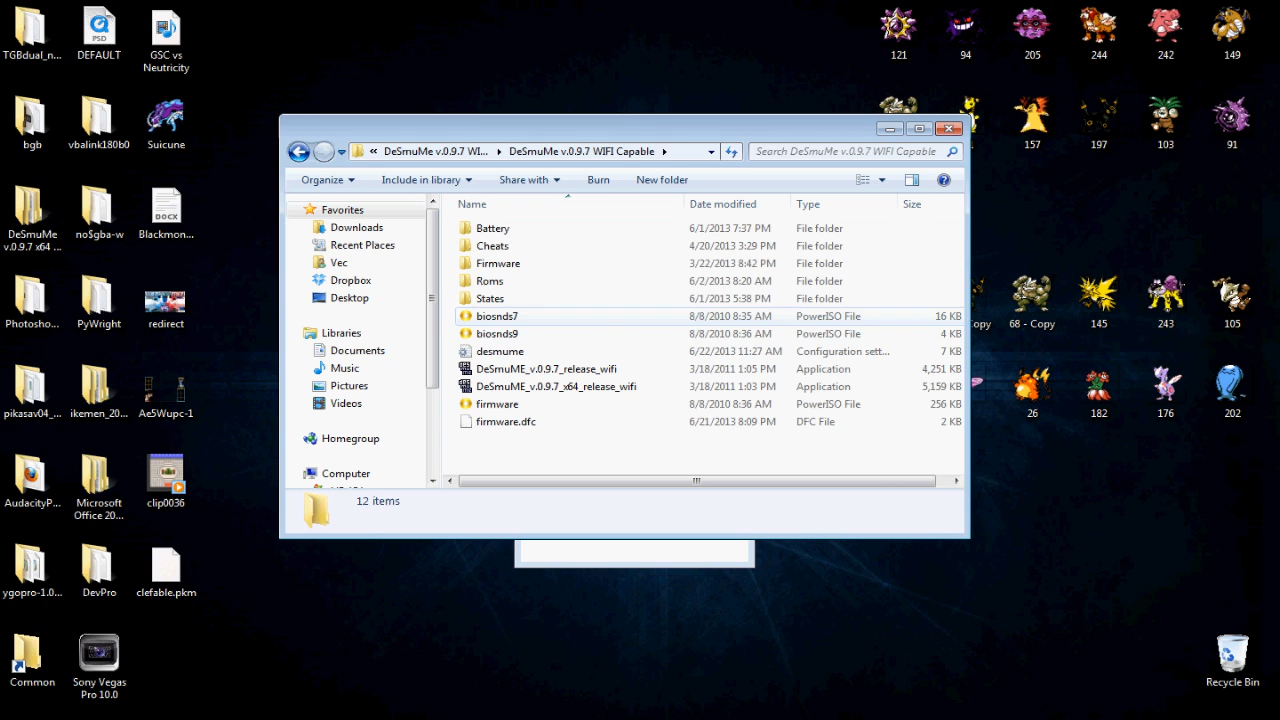 TGBdual_n...
DEFAULT
GSC vs
Neutricity
bgb
vbalink180b0
Suicune
DeSmuMe
v.0.9.7 x64 ...
no$gba-w
Blackmon...
DOCX
PSD
Photosho...
PyWright
redirect
pikasav04_...
ikemen_20...
Ae5Wupc-1
AudacityP...
Microsoft
Office 20...
clip0036
ygopro-1.0...
DevPro
clefable.pkm
Common
Sony Vegas
Pro 10.0
« DeSmuMe v.0.9.7 WI... DeSmuMe v.0.9.7 WIFI Capable
Search DeSmuMe v.0.9.7 WIFI Capable
Organize Include in library Share with Burn New folder
Favorites
Downloads
Recent Places
Vec
Dropbox
Desktop
Libraries
Documents
Music
Pictures
Videos
Homegroup
Computer
Name Date modified Type Size
Battery 6/1/2013 7:37 PM File folder
Cheats 4/20/2013 3:29 PM File folder
Firmware 3/22/2013 8:42 PM File folder
Roms 6/2/2013 8:20 AM File folder
States 6/1/2013 5:38 PM File folder
biosnds7 8/8/2010 8:35 AM PowerISO File 16 KB
biosnds9 8/8/2010 8:36 AM PowerISO File 4 KB
desmume 6/22/2013 11:27 AM Configuration sett... 7 KB
DeSmuME_v.0.9.7_release_wifi 3/18/2011 1:05 PM Application 4,251 KB
DeSmuME_v.0.9.7_x64_release_wifi 3/18/2011 1:03 PM Application 5,159 KB
firmware 8/8/2010 8:36 AM PowerISO File 256 KB
firmware.dfc 6/21/2013 8:09 PM DFC File 2 KB
12 items
121 94 205 244 242 149
157 197 103 91
68 - Copy 145 243 105
26 182 176 202
Recycle Bin